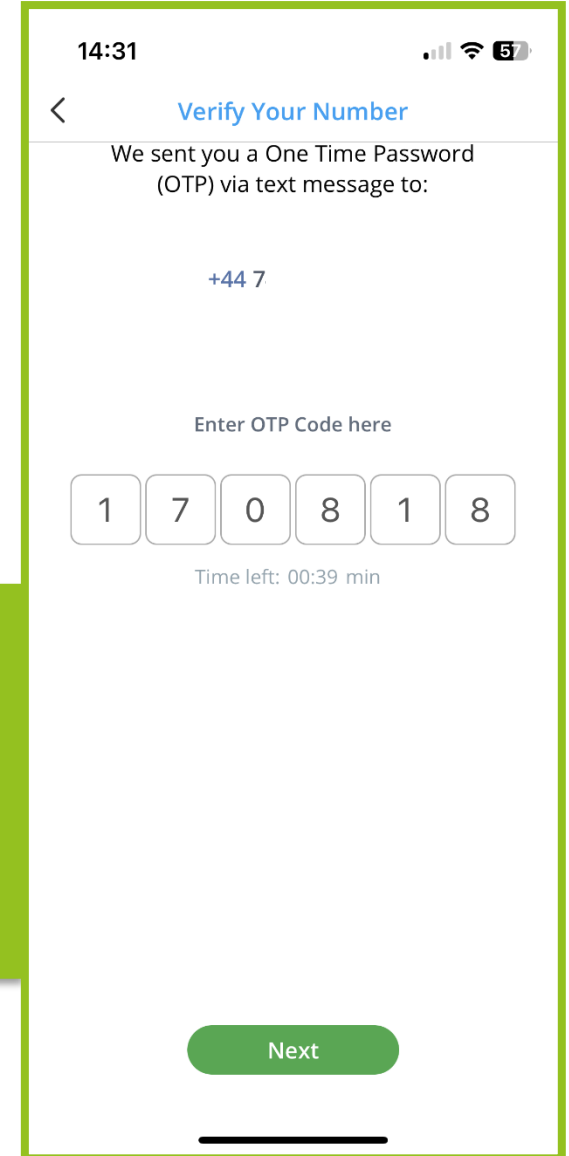 14:31
57
Verify Your Number
We sent you a One Time Password
(OTP) via text message to:
+44 7
Enter OTP Code here
1 7 0 8 1 8
Time left: 00:39 min
Next